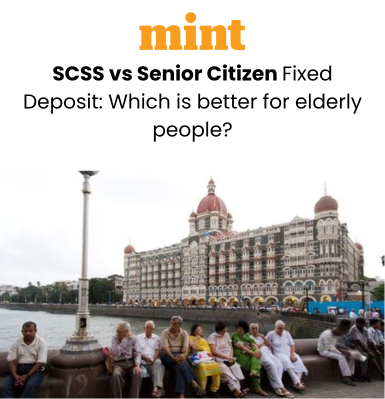 mint
SCSS vs Senior Citizen Fixed
Deposit: Which is better for elderly
people?